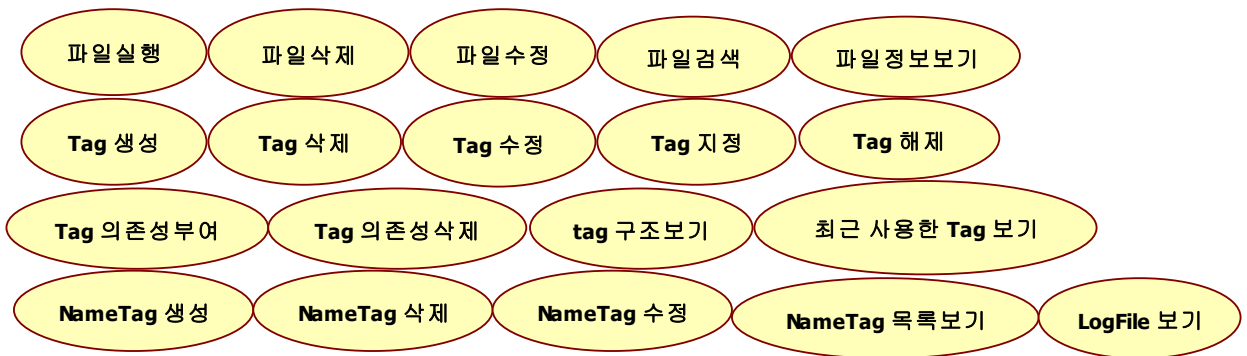 파일실행
파일삭제
파일수정
파일검색
파일정보보기
Tag 생성
Tag 삭제
Tag 수정
Tag 지정
Tag 해제
Tag 의존성부여
Tag 의존성삭제
tag 구조보기
최근 사용한 Tag 보기
NameTag 생성
NameTag 삭제
NameTag 수정
NameTag 목록보기
LogFile 보기